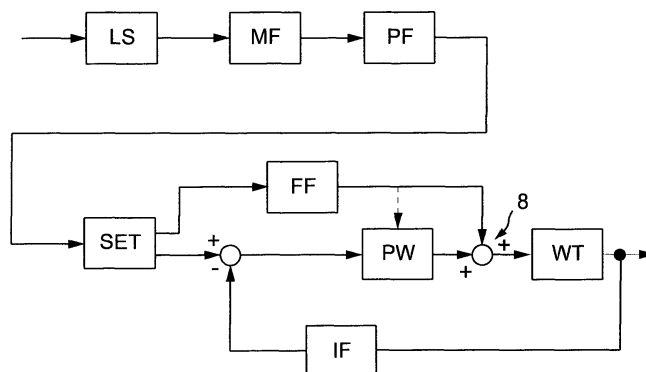 LS
MF
PF
FF
8
SET
+
-
PW
+
+
WT
IF